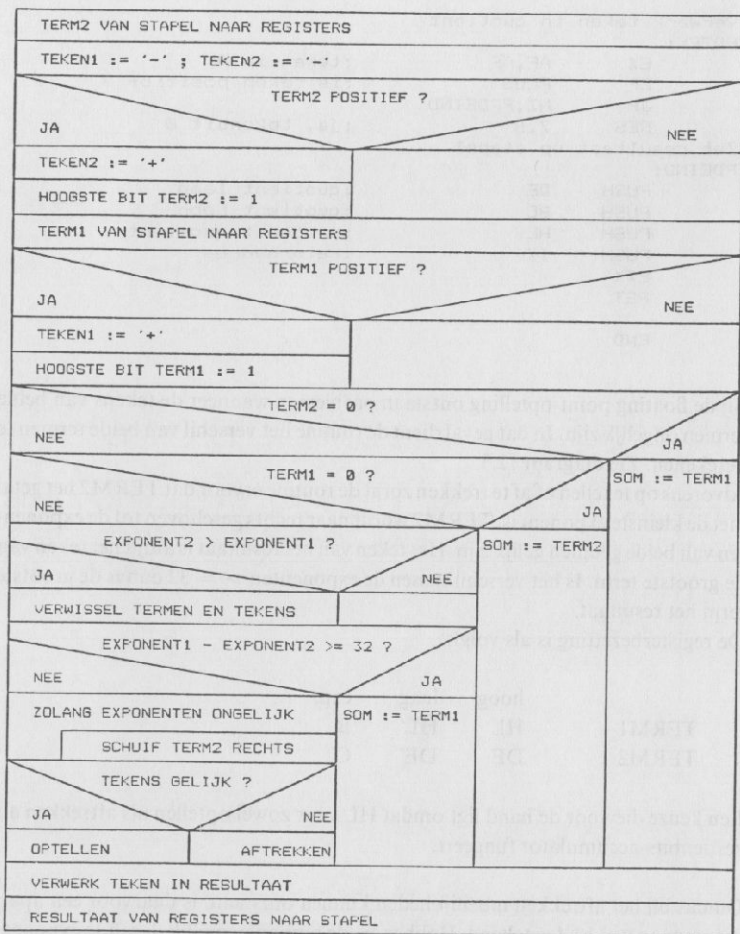 TERM2 VAN STAPEL NAAR REGISTERS
TEKEN1 := '-' ; TEKEN2 := '-'
TERM2 POSITIEF ?
JA
NEE
TEKEN2 := '+'
HOOGSTE BIT TERM2 := 1
TERM1 VAN STAPEL NAAR REGISTERS
TERM1 POSITIEF ?
JA
NEE
TEKEN1 := '+'
HOOGSTE BIT TERM1 := 1
TERM2 = 0 ?
NEE
JA
TERM1 = 0 ?
SOM := TERM1
NEE
JA
EXPONENT2 > EXPONENT1 ?
SOM := TERM2
JA
NEE
VERWISSEL TERMEN EN TEKENS
EXPONENT1 - EXPONENT2 >= 32 ?
NEE
JA
ZOLANG EXPONENTEN ONGELIJK
SOM := TERM1
SCHUIF TERM2 RECHTS
TEKENS GELIJK ?
JA
NEE
OPTELLEN
AFTREKKEN
VERWERK TEKEN IN RESULTAAT
RESULTAAT VAN REGISTERS NAAR STAPEL